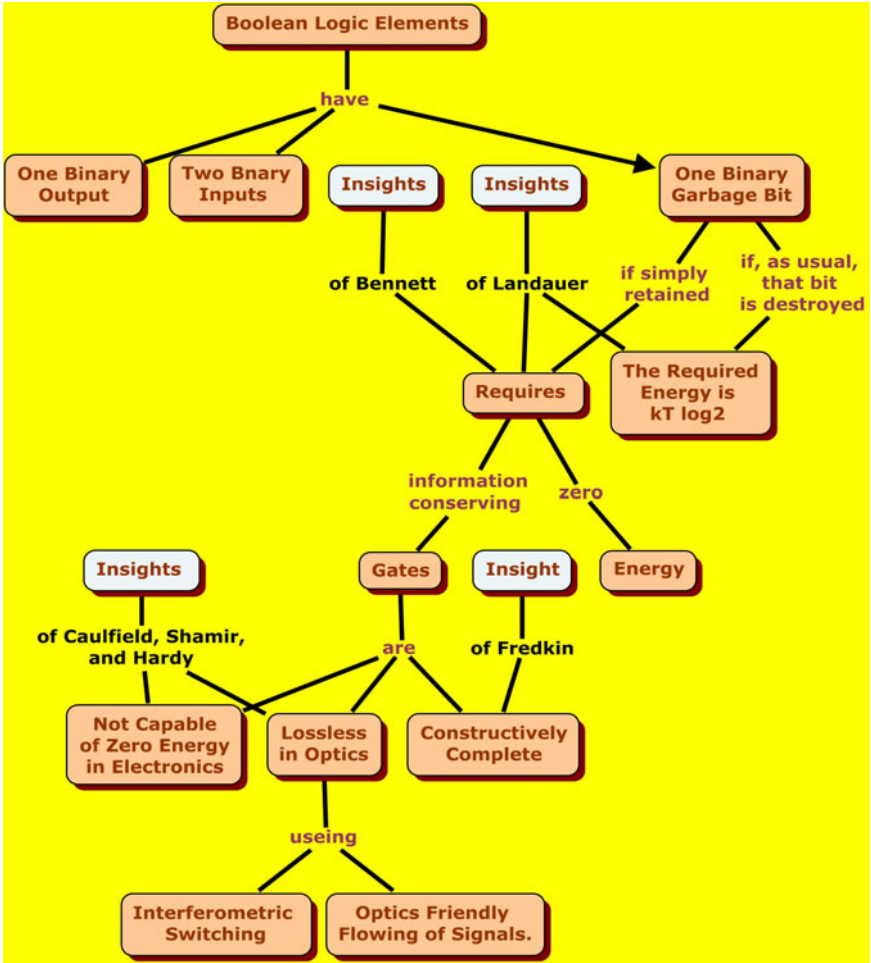 Boolean Logic Elements
have
One Binary
Output
Two Bnary
Inputs
Insights
Insights
One Binary
Garbage Bit
of Bennett
of Landauer
if simply
retained
if, as usual,
that bit
is destroyed
Requires
The Required
Energy is
kT log2
information
conserving
zero
Insights
Gates
Insight
Energy
of Caulfield, Shamir,
and Hardy
are
of Fredkin
Not Capable
of Zero Energy
in Electronics
Lossless
in Optics
Constructively
Complete
useing
Interferometric
Switching
Optics Friendly
Flowing of Signals.